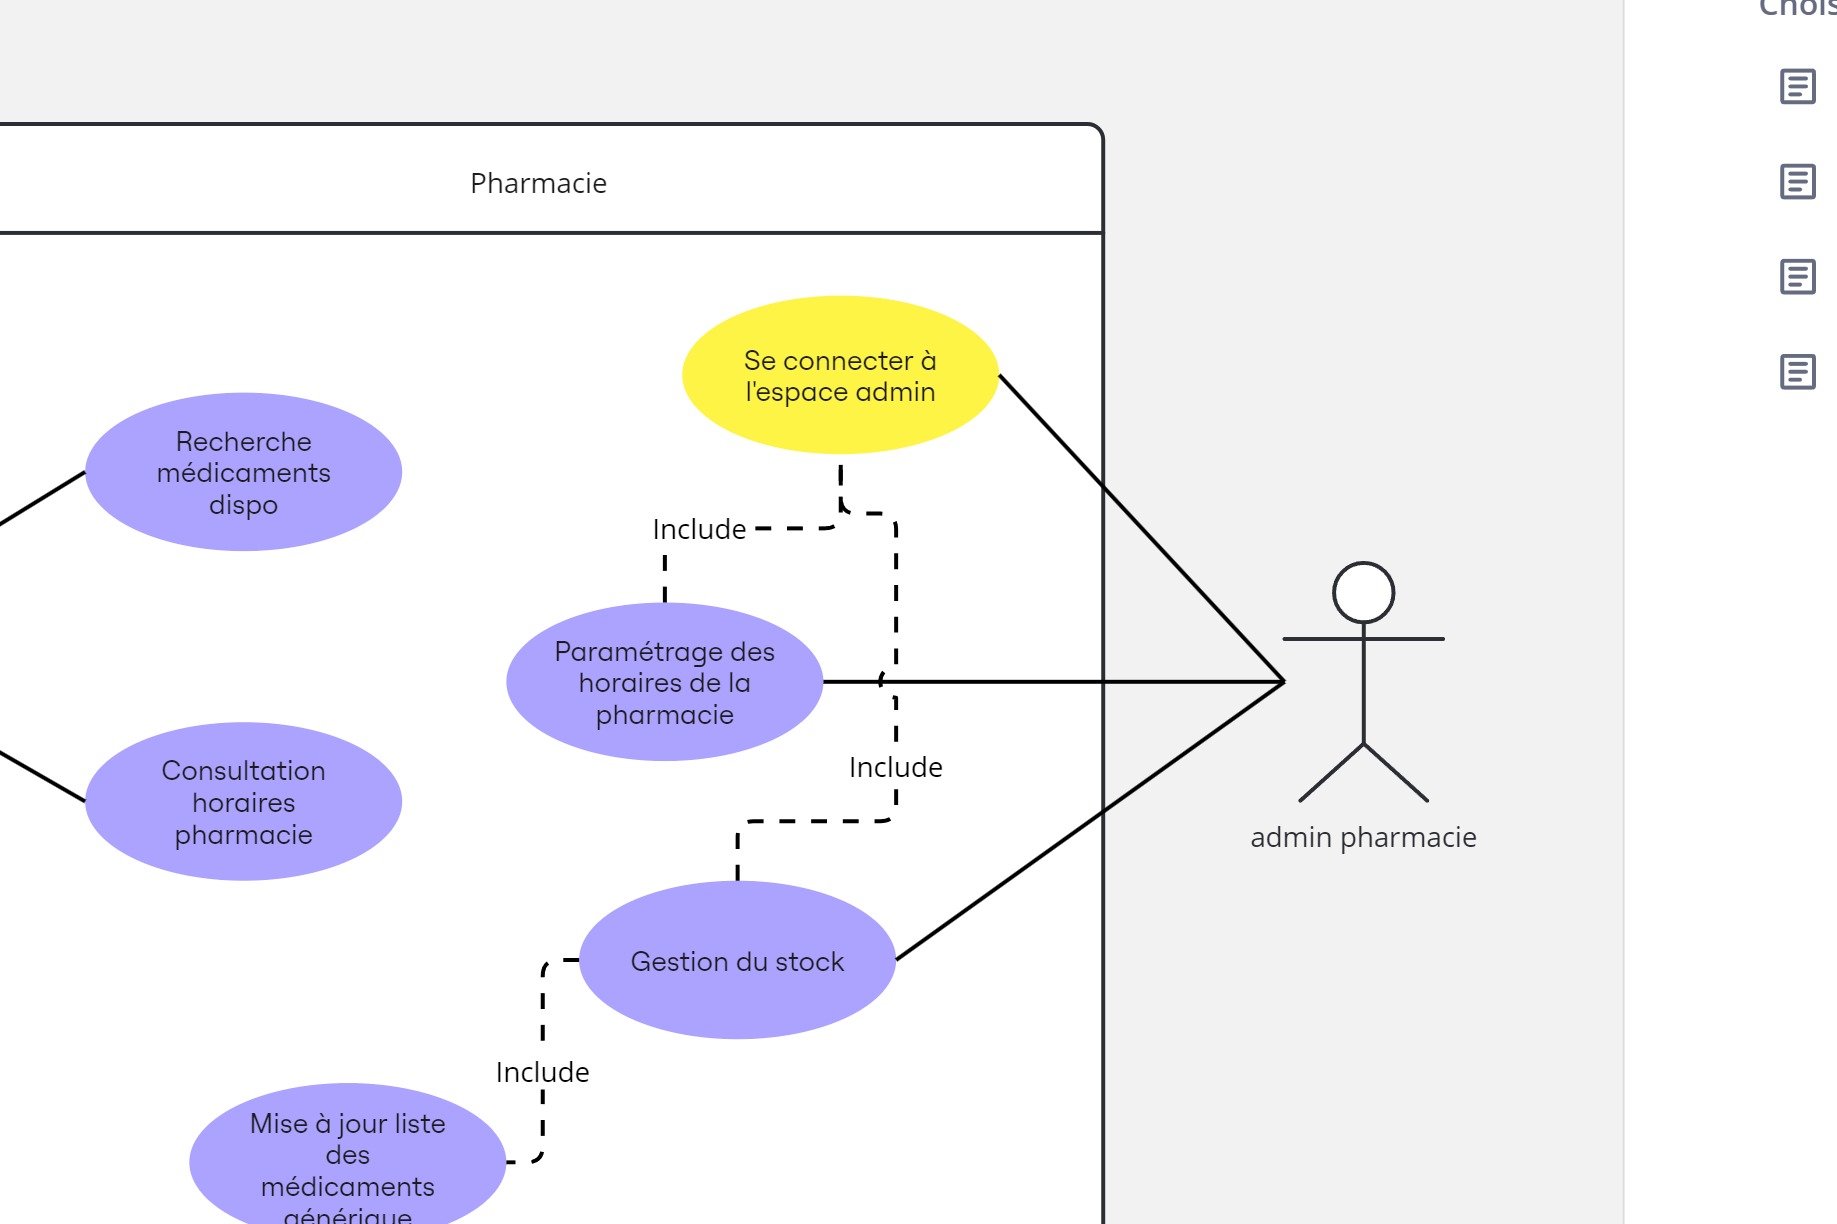 Pharmacie
Se connecter à
l'espace admin
Recherche
médicaments
dispo
Include
Paramétrage des
horaires de la
pharmacie
Consultation
horaires
pharmacie
Include
admin pharmacie
Gestion du stock
Include
Mise à jour liste
des
médicaments
générique